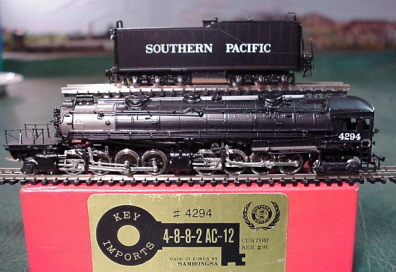 SOUTHERN PACIFIC
4294
KEY
IMPORTS
# 4294
4-8-8-2 AC-12
CUSTOM
MADE IN KOREA BY
SAMHONGSA